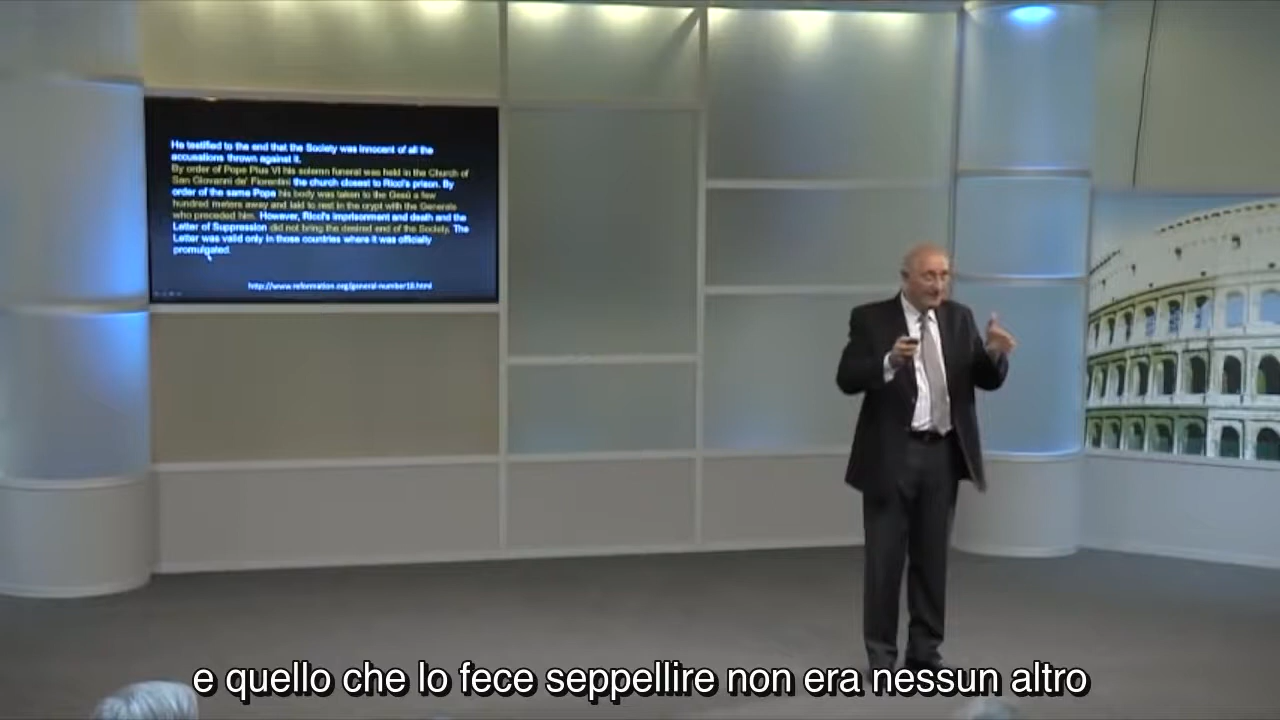 He testified to the end that the Society was innocent of all the
accusations thrown against it.
By order of Pope Pius VI his solemn funeral was held in the Church of
San Giovanni de' Fiorentini the church closest to Ricci's prison. By
order of the same Pope his body was taken to the Gesù a few
hundred meters away and laid to rest in the crypt with the Generals
who preceded him. However, Ricci's imprisonment and death and the
Letter of Suppression did not bring the desired end of the Society. The
Letter was valid only in those countries where it was officially
promulgated.
http://www.reformation.org/general-number18.html
e quello che lo fece seppellire non era nessun altro